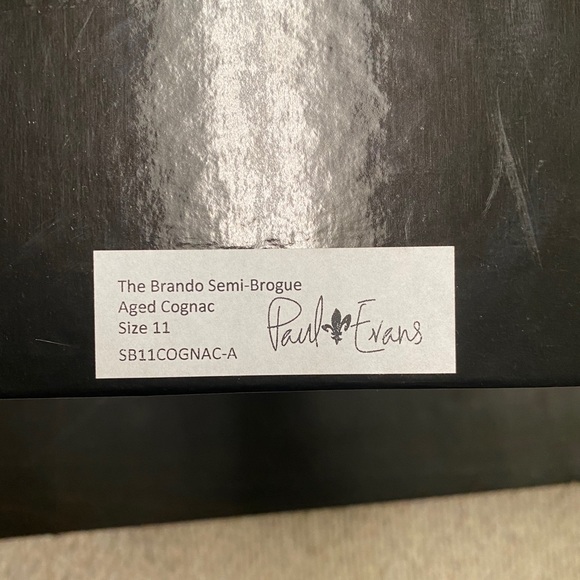 The Brando Semi-Brogue
Aged Cognac
Size 11
SB11COGNAC-A
Paul Evans